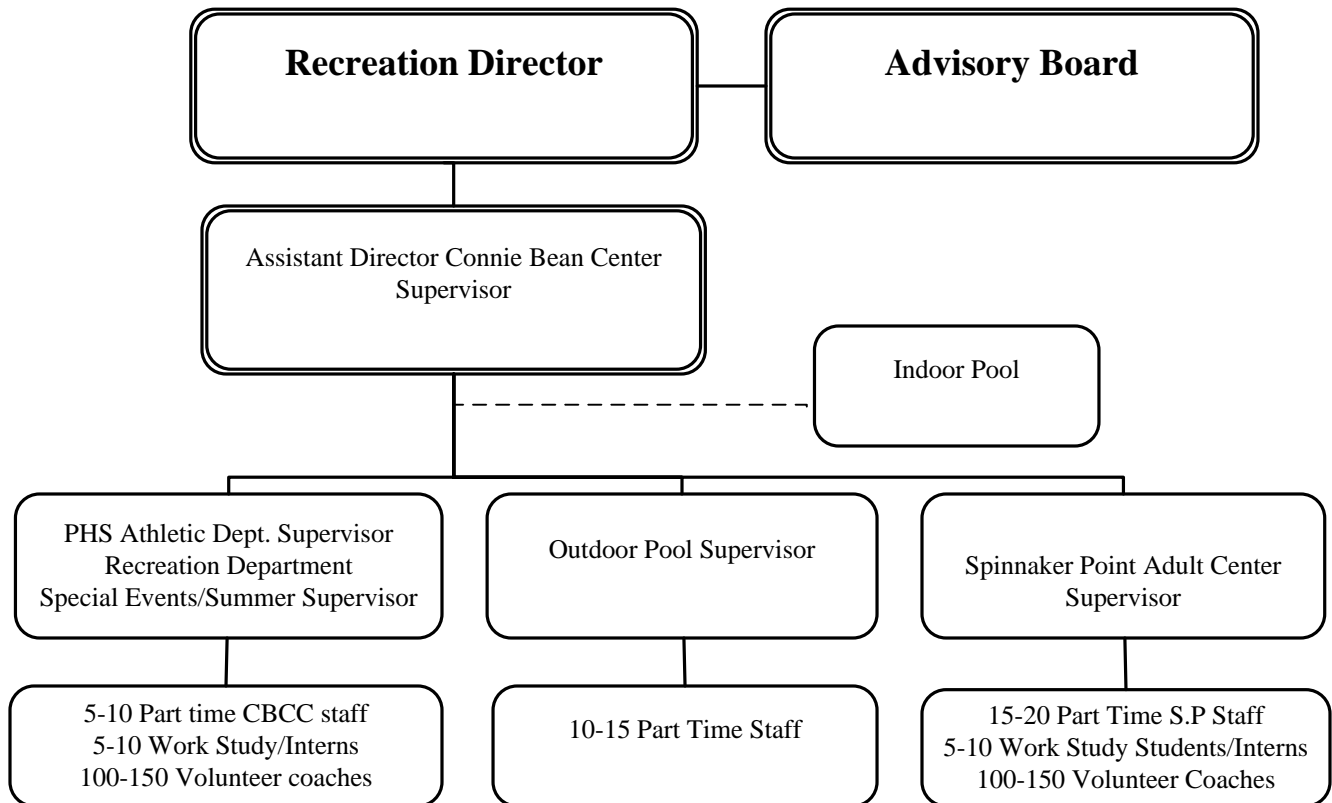 Recreation Director
Advisory Board
Assistant Director Connie Bean Center
Supervisor
Indoor Pool
PHS Athletic Dept. Supervisor
Recreation Department
Special Events/Summer Supervisor
Outdoor Pool Supervisor
Spinnaker Point Adult Center
Supervisor
5-10 Part time CBCC staff
5-10 Work Study/Interns
100-150 Volunteer coaches
10-15 Part Time Staff
15-20 Part Time S.P Staff
5-10 Work Study Students/Interns
100-150 Volunteer Coaches